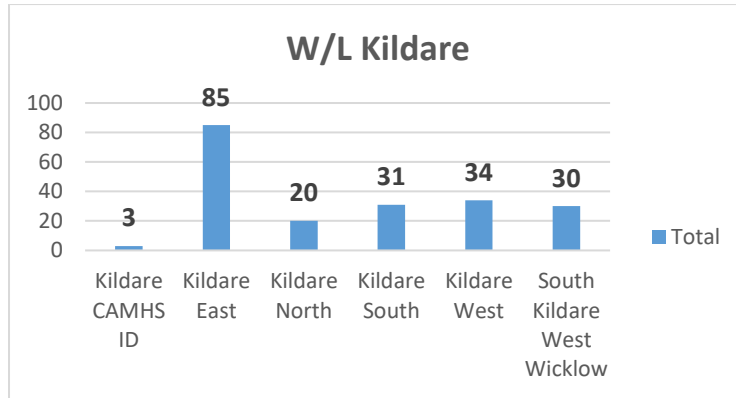 W/L Kildare
100
80
60
40
20
0
3
85
20
31
34
30
Kildare CAMHS ID
Kildare East
Kildare North
Kildare South
Kildare West
South Kildare West Wicklow
Total